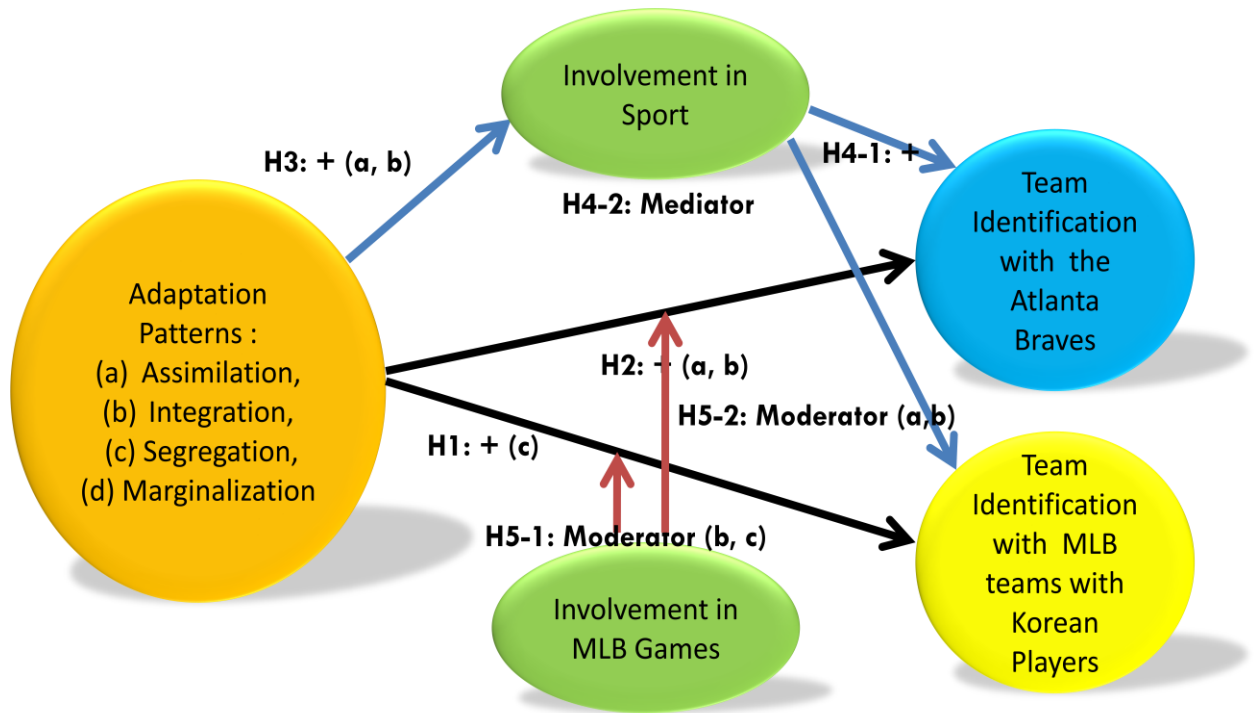 Involvement in
Sport
H3: + (a, b)
H4-1: +
H4-2: Mediator
Team
Identification
with the
Atlanta
Braves
Adaptation
Patterns :
(a) Assimilation,
(b) Integration,
(c) Segregation,
(d) Marginalization
H2: + (a, b)
H5-2: Moderator (a,b)
H1: + (c)
H5-1: Moderator (b, c)
Team
Identification
with MLB
teams with
Korean
Players
Involvement in
MLB Games